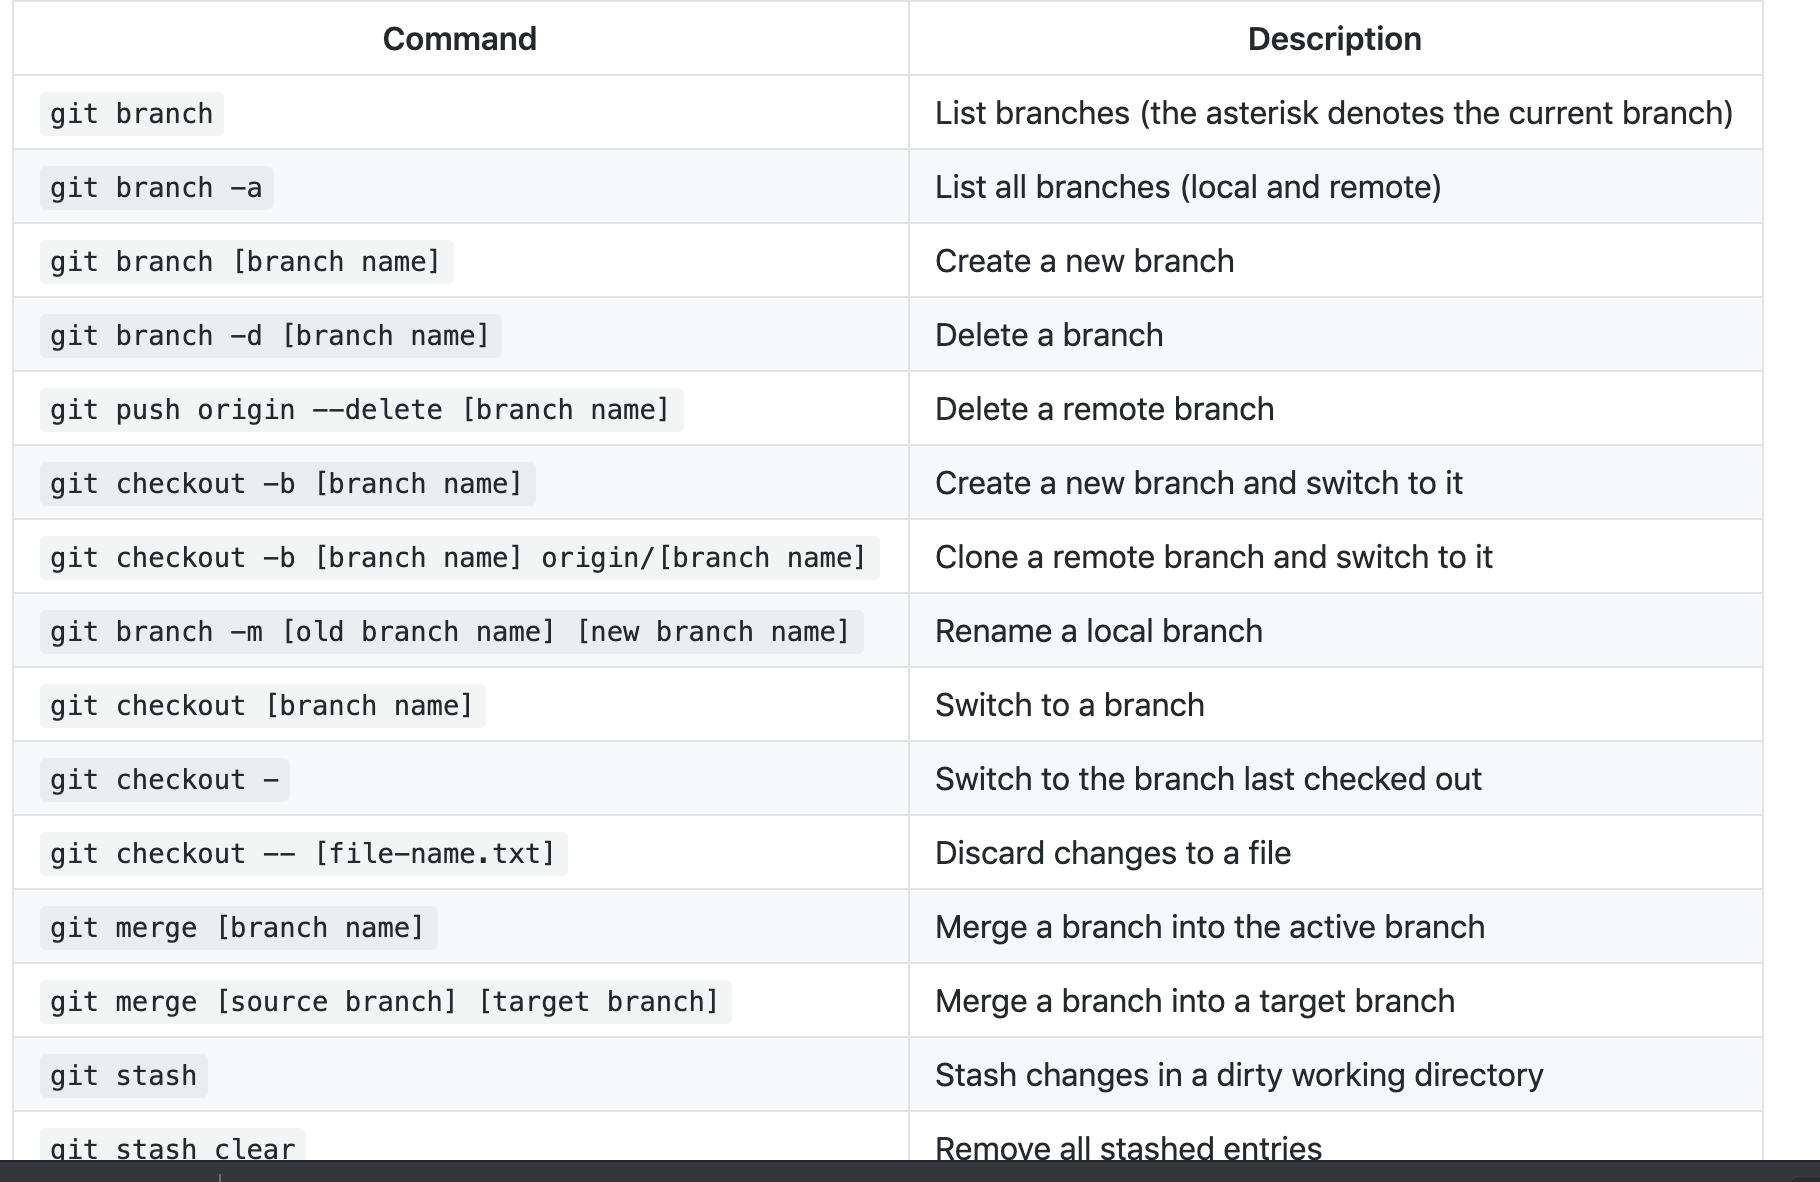 Command Description
git branch List branches (the asterisk denotes the current branch)
git branch -a List all branches (local and remote)
git branch [branch name] Create a new branch
git branch -d [branch name] Delete a branch
git push origin --delete [branch name] Delete a remote branch
git checkout -b [branch name] Create a new branch and switch to it
git checkout -b [branch name] origin/[branch name] Clone a remote branch and switch to it
git branch -m [old branch name] [new branch name] Rename a local branch
git checkout [branch name] Switch to a branch
git checkout - Switch to the branch last checked out
git checkout -- [file-name.txt] Discard changes to a file
git merge [branch name] Merge a branch into the active branch
git merge [source branch] [target branch] Merge a branch into a target branch
git stash Stash changes in a dirty working directory
git stash clear Remove all stashed entries